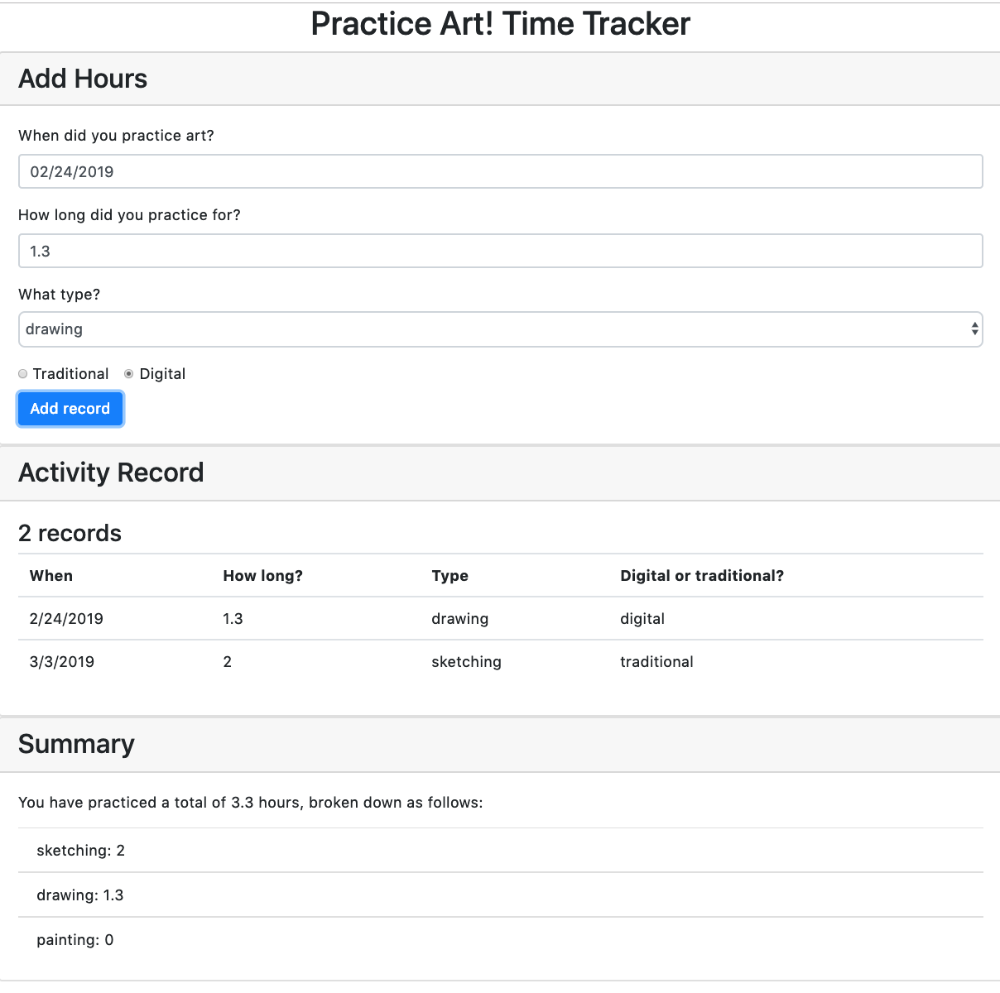 Practice Art! Time Tracker
Add Hours
When did you practice art?
02/24/2019
How long did you practice for?
1.3
What type?
drawing
Traditional Digital
Add record
Activity Record
2 records
When How long? Type Digital or traditional?
2/24/2019 1.3 drawing digital
3/3/2019 2 sketching traditional
Summary
You have practiced a total of 3.3 hours, broken down as follows:
sketching: 2
drawing: 1.3
painting: 0